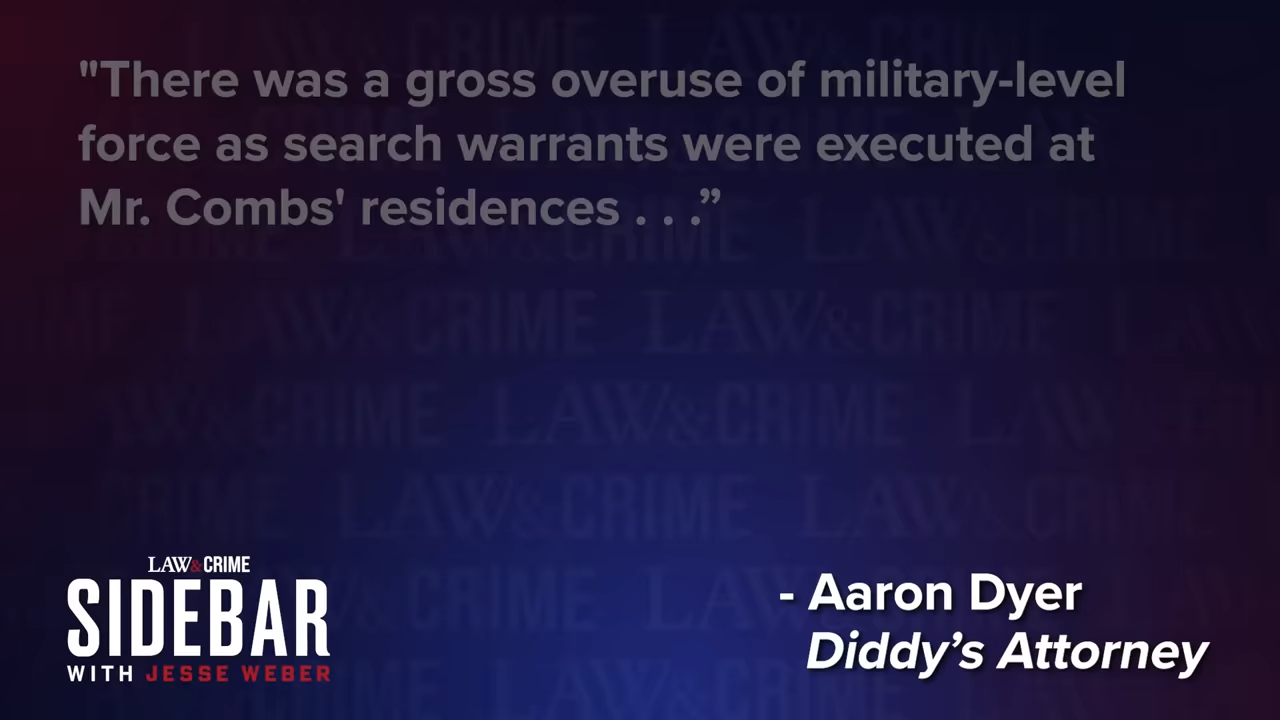 "There was a gross overuse of military-level
force as search warrants were executed at
Mr. Combs' residences . . .”
LAW&CRIME
SIDEBAR
WITH JESSE WEBER
- Aaron Dyer
Diddy’s Attorney